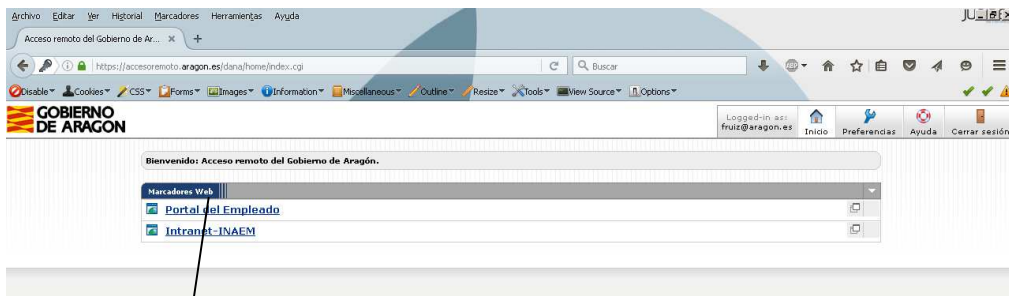 Archivo Editar Ver Historial Marcadores Herramientas Ayuda
Acceso remoto del Gobierno de Ar... × +
https://accesoremoto.aragon.es/dana/home/index.cgi
Buscar
Disable Cookies CSS Forms Images Information Miscellaneous Outline Resize Tools View Source Options
GOBIERNO
DE ARAGON
Logged-in as:
fruiz@aragon.es
Inicio Preferencias Ayuda Cerrar sesión
Bienvenido: Acceso remoto del Gobierno de Aragón.
Marcadores Web
Portal del Empleado
Intranet-INAEM